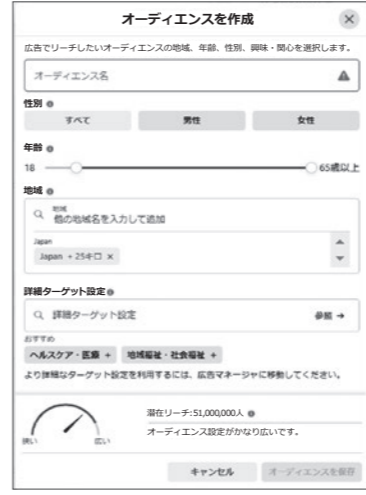 オーディエンスを作成
広告でリーチしたいオーディエンスの地域、年齢、性別、興味・関心を選択します。
オーディエンス名
性別
すべて 男性 女性
年齢
18 65歳以上
地域
地域
他の地域名を入力して追加
Japan
Japan +25キロ ×
詳細ターゲット設定
詳細ターゲット設定 参照 →
おすすめ
ヘルスケア・医療 + 地域福祉・社会福祉 +
より詳細なターゲット設定を利用するには、広告マネージャに移動してください。
潜在リーチ:51,000,000人
オーディエンス設定がかなり広いです。
狭い 広い
キャンセル オーディエンスを保存